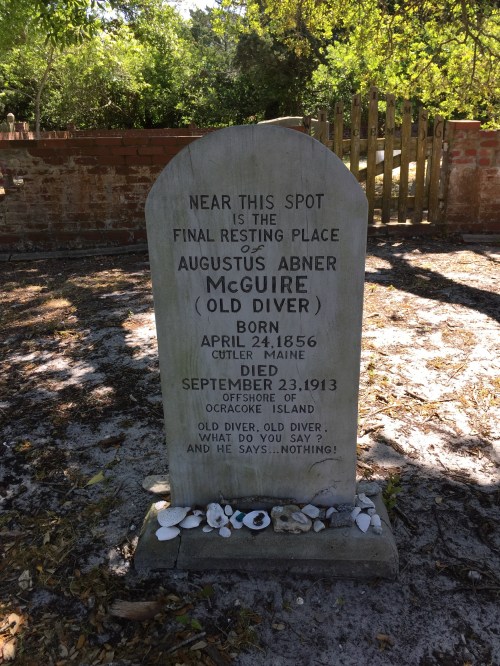 NEAR THIS SPOT
IS THE
FINAL RESTING PLACE
of
AUGUSTUS ABNER
McGUIRE
(OLD DIVER)
BORN
APRIL 24, 1856
CUTLER MAINE
DIED
SEPTEMBER 23, 1913
OFFSHORE OF
OCRACOKE ISLAND
OLD DIVER, OLD DIVER.
WHAT DO YOU SAY?
AND HE SAYS...NOTHING!